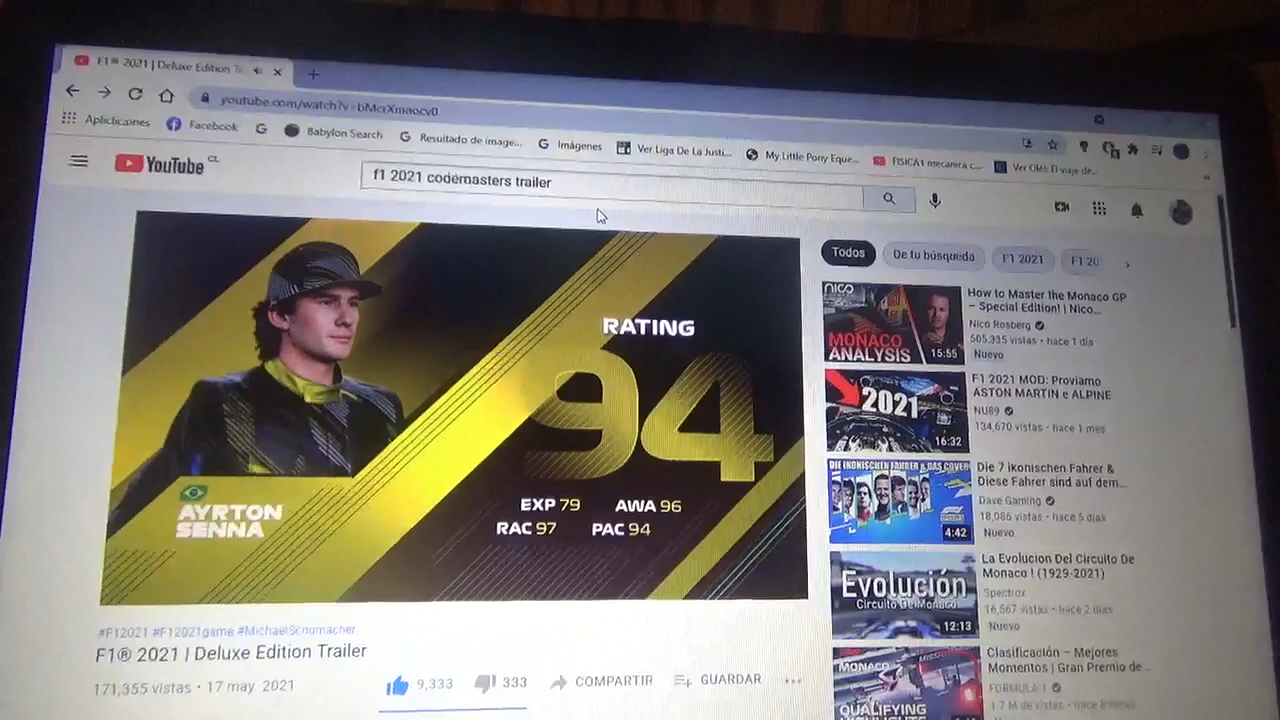 F1® 2021 | Deluxe Edition Tr
youtube.com/watch?v=bMcrXmaocv0
Aplicaciones
Facebook
Babylon Search
Resultado de image...
Imágenes
Ver Liga De La Justi...
My Little Pony Eque...
FISICA1 mecanica c...
Ver Olé! El viaje de...
YouTube CL
f1 2021 codemasters trailer
RATING
94
EXP 79 AWA 96
RAC 97 PAC 94
AYRTON
SENNA
#F12021 #F12021game #MichaelSchumacher
F1® 2021 | Deluxe Edition Trailer
171,355 vistas • 17 may. 2021
9,333
333
COMPARTIR
GUARDAR
Todos
De tu búsqueda
F1 2021
F1 20
NICO
MONACO
ANALYSIS
15:55
How to Master the Monaco GP
– Special Edition! | Nico...
Nico Rosberg
505,335 vistas • hace 1 día
Nuevo
2021
16:32
F1 2021 MOD: Proviamo
ASTON MARTIN e ALPINE
NU89
134,670 vistas • hace 1 mes
DIE IKONISCHEN FAHRER & DAS COVER
4:42
Die 7 ikonischen Fahrer &
Diese Fahrer sind auf dem...
Dave Gaming
18,086 vistas • hace 5 días
Nuevo
Evolución
Circuito De Monaco
12:13
La Evolucion Del Circuito De
Monaco ! (1929-2021)
Spectrox
16,567 vistas • hace 2 días
Nuevo
MONACO
QUALIFYING
HIGHLIGHTS
Clasificación – Mejores
Momentos | Gran Premio de...
FORMULA 1
1.7 M de vistas • hace